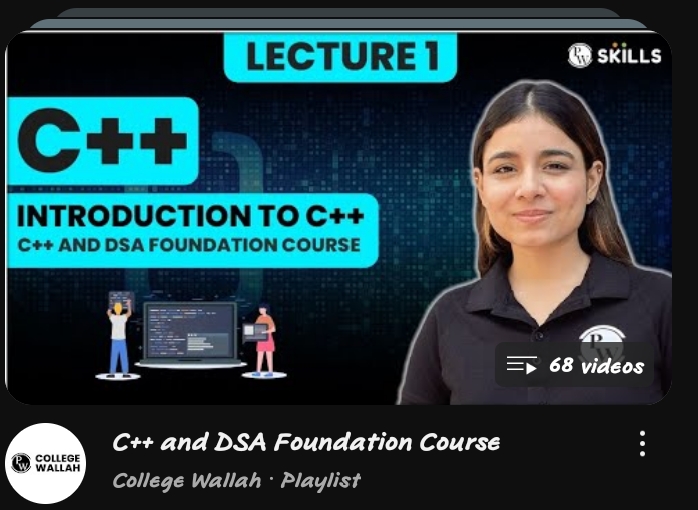 LECTURE 1
PW SKILLS
C++
INTRODUCTION TO C++
C++ AND DSA FOUNDATION COURSE
PW
68 videos
PW COLLEGE
WALLAH
C++ and DSA Foundation Course
College Wallah · Playlist